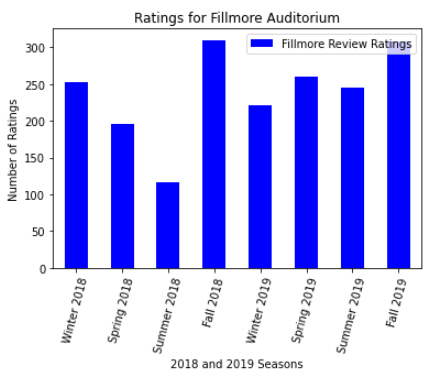 Ratings for Fillmore Auditorium
Fillmore Review Ratings
Number of Ratings
300
250
200
150
100
50
0
Winter 2018
Spring 2018
Summer 2018
Fall 2018
Winter 2019
Spring 2019
Summer 2019
Fall 2019
2018 and 2019 Seasons